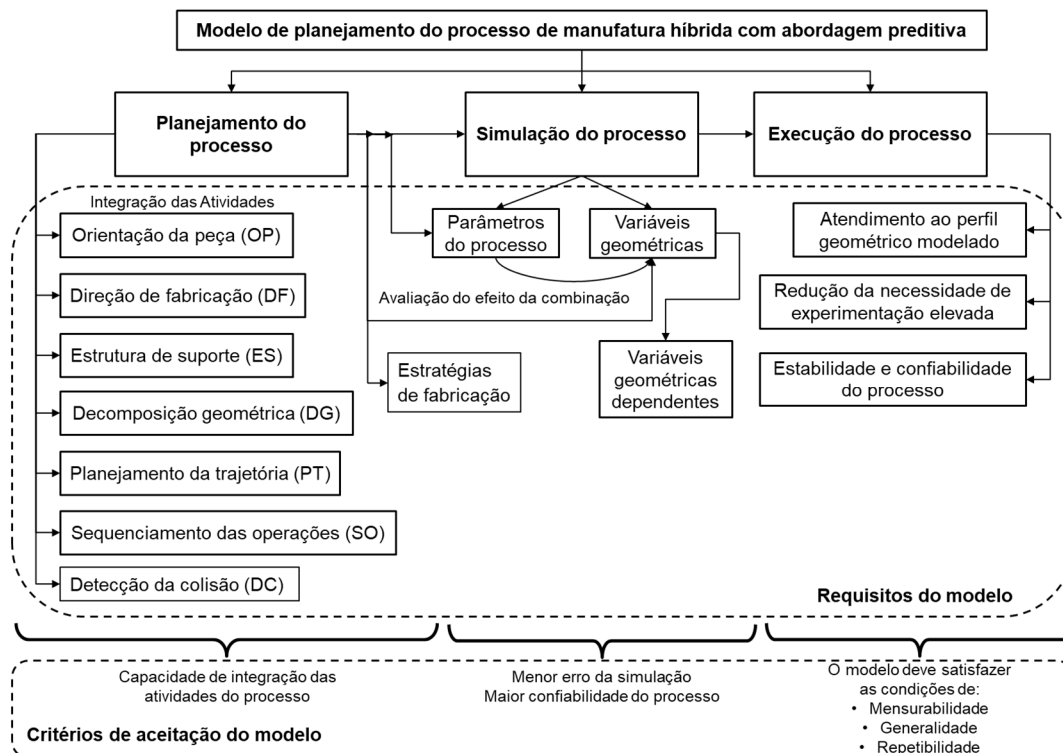 Modelo de planejamento do processo de manufatura híbrida com abordagem preditiva
Planejamento do
processo
Simulação do processo
Execução do processo
Integração das Atividades
Orientação da peça (OP)
Direção de fabricação (DF)
Estrutura de suporte (ES)
Decomposição geométrica (DG)
Planejamento da trajetória (PT)
Sequenciamento das operações (SO)
Detecção da colisão (DC)
Parâmetros
do processo
Variáveis
geométricas
Avaliação do efeito da combinação
Estratégias
de fabricação
Variáveis
geométricas
dependentes
Atendimento ao perfil
geométrico modelado
Redução da necessidade de
experimentação elevada
Estabilidade e confiabilidade
do processo
Requisitos do modelo
Capacidade de integração das
atividades do processo
Menor erro da simulação
Maior confiabilidade do processo
O modelo deve satisfazer
as condições de:
• Mensurabilidade
• Generalidade
• Repetibilidade
Critérios de aceitação do modelo